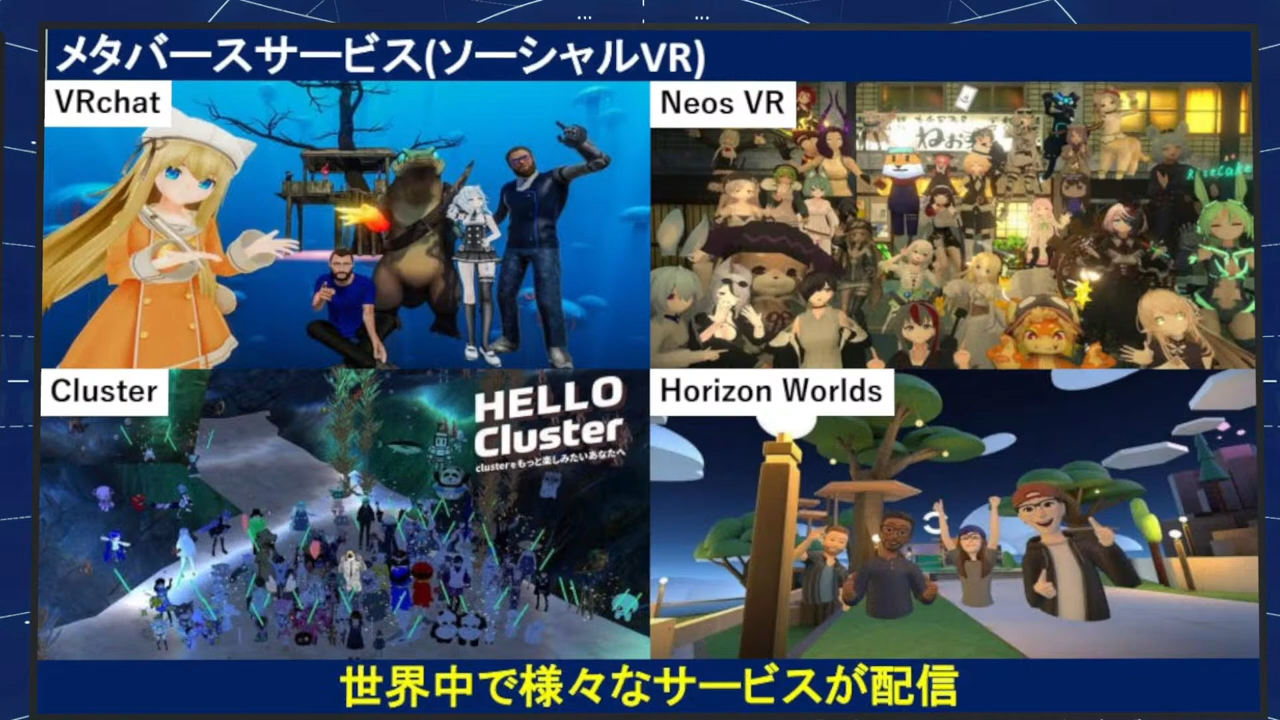 メタバースサービス(ソーシャルVR)
VRchat
Neos VR
RiseCake
Cluster
HELLO
Cluster
clusterをもっと楽しみたいあなたへ
Horizon Worlds
世界中で様々なサービスが配信